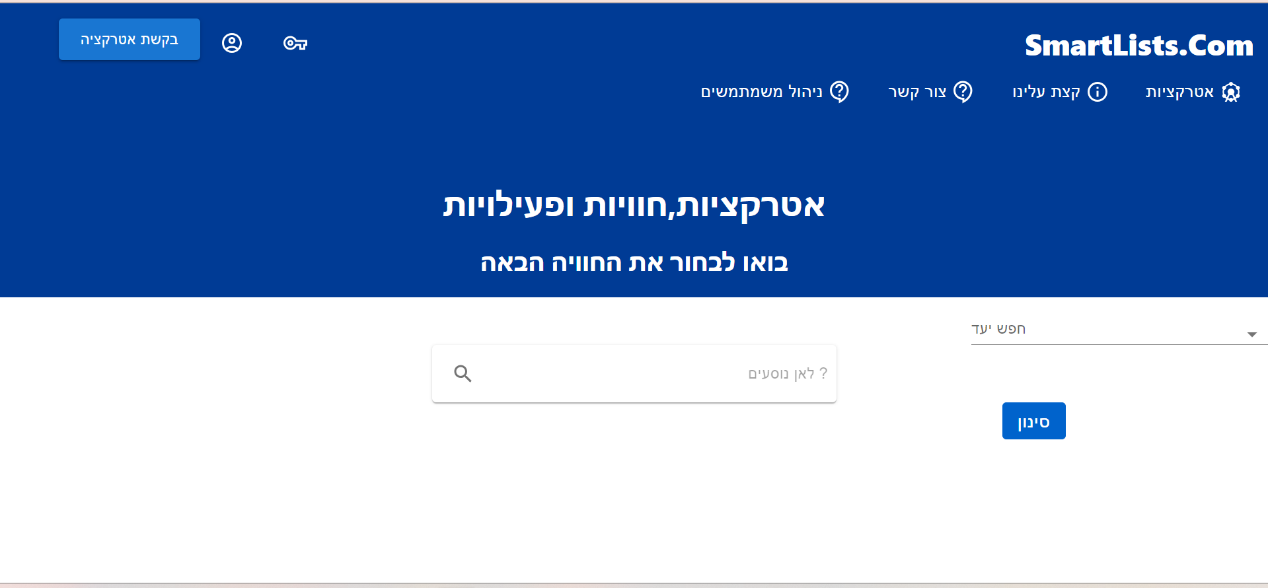 SmartLists.Com
בקשת אטרקציה
אטרקציות
קצת עלינו
צור קשר
ניהול משמתמשים
אטרקציות,חוויות ופעילויות
בואו לבחור את החוויה הבאה
חפש יעד
? לאן נוסעים
סינון